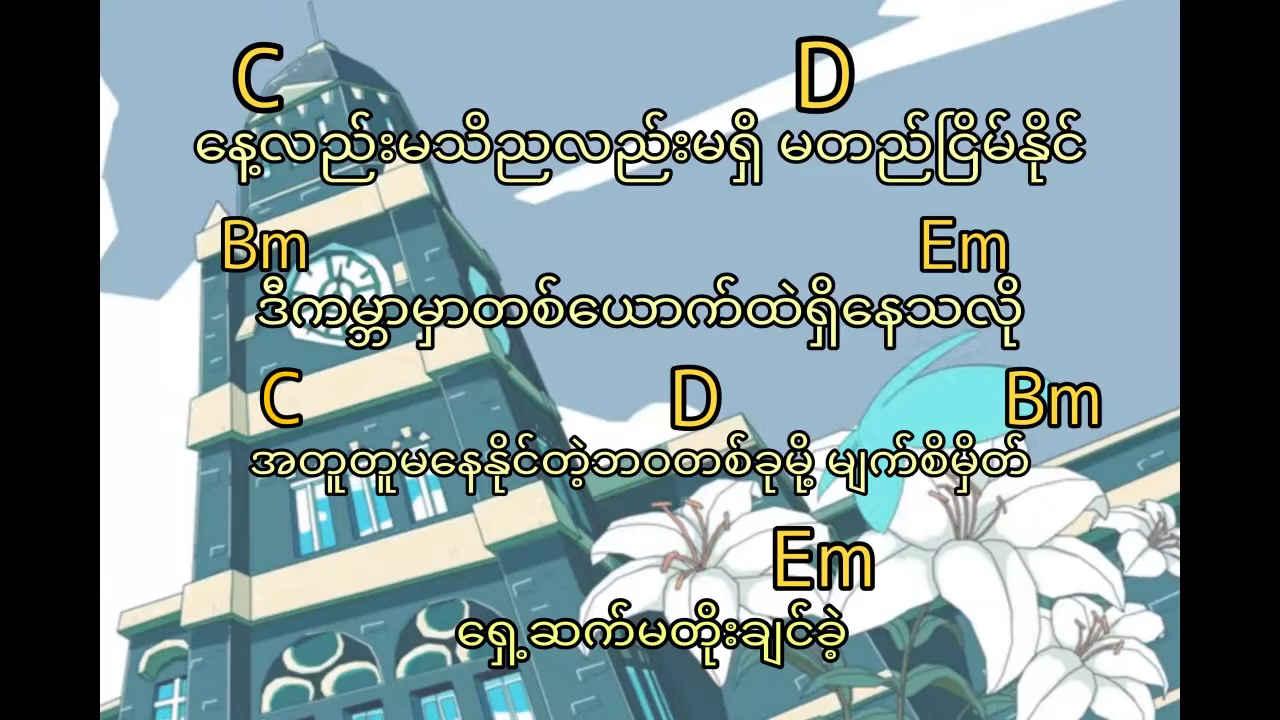 C D
နေ့လည်းမသိညလည်းမရှိ မတည်ငြိမ်နိုင်
Bm Em
ဒီကမ္ဘာမှာတစ်ယောက်ထဲရှိနေသလို
C D Bm
အတူတူမနေနိုင်တဲ့ဘဝတစ်ခုမို့ မျက်စိမှိတ်
Em
ရှေ့ဆက်မတိုးချင်ခဲ့